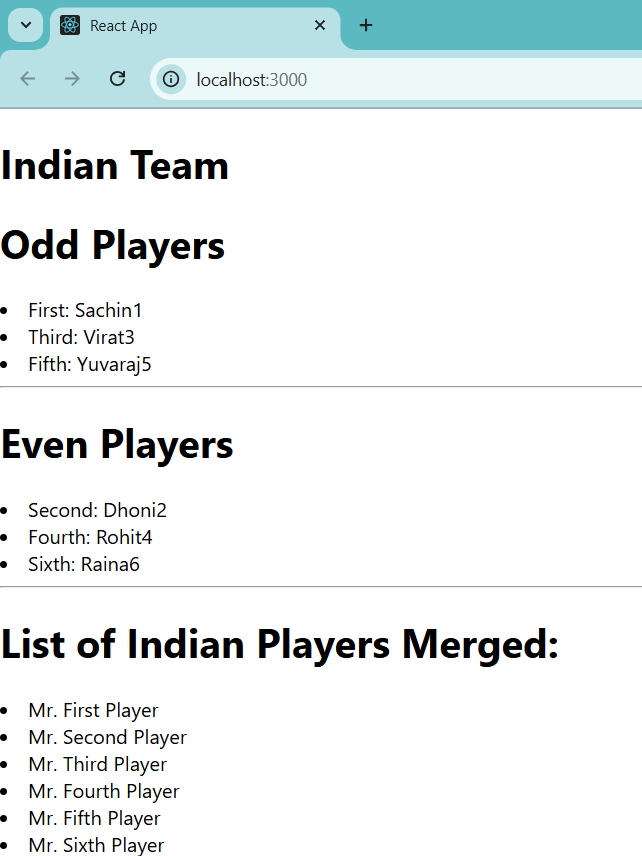 React App
localhost:3000
Indian Team
Odd Players
First: Sachin1
Third: Virat3
Fifth: Yuvaraj5
Even Players
Second: Dhoni2
Fourth: Rohit4
Sixth: Raina6
List of Indian Players Merged:
Mr. First Player
Mr. Second Player
Mr. Third Player
Mr. Fourth Player
Mr. Fifth Player
Mr. Sixth Player